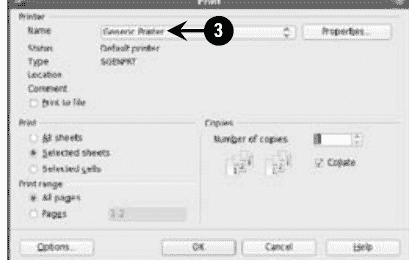 Print
Printer
Name Generic Printer 3 Properties...
Status Default printer
Type SGENPRT
Location
Comment
Print to file
Print Copies
All sheets Number of copies 1
Selected sheets
Selected cells Collate
Print range
All pages
Pages
Options... OK Cancel Help